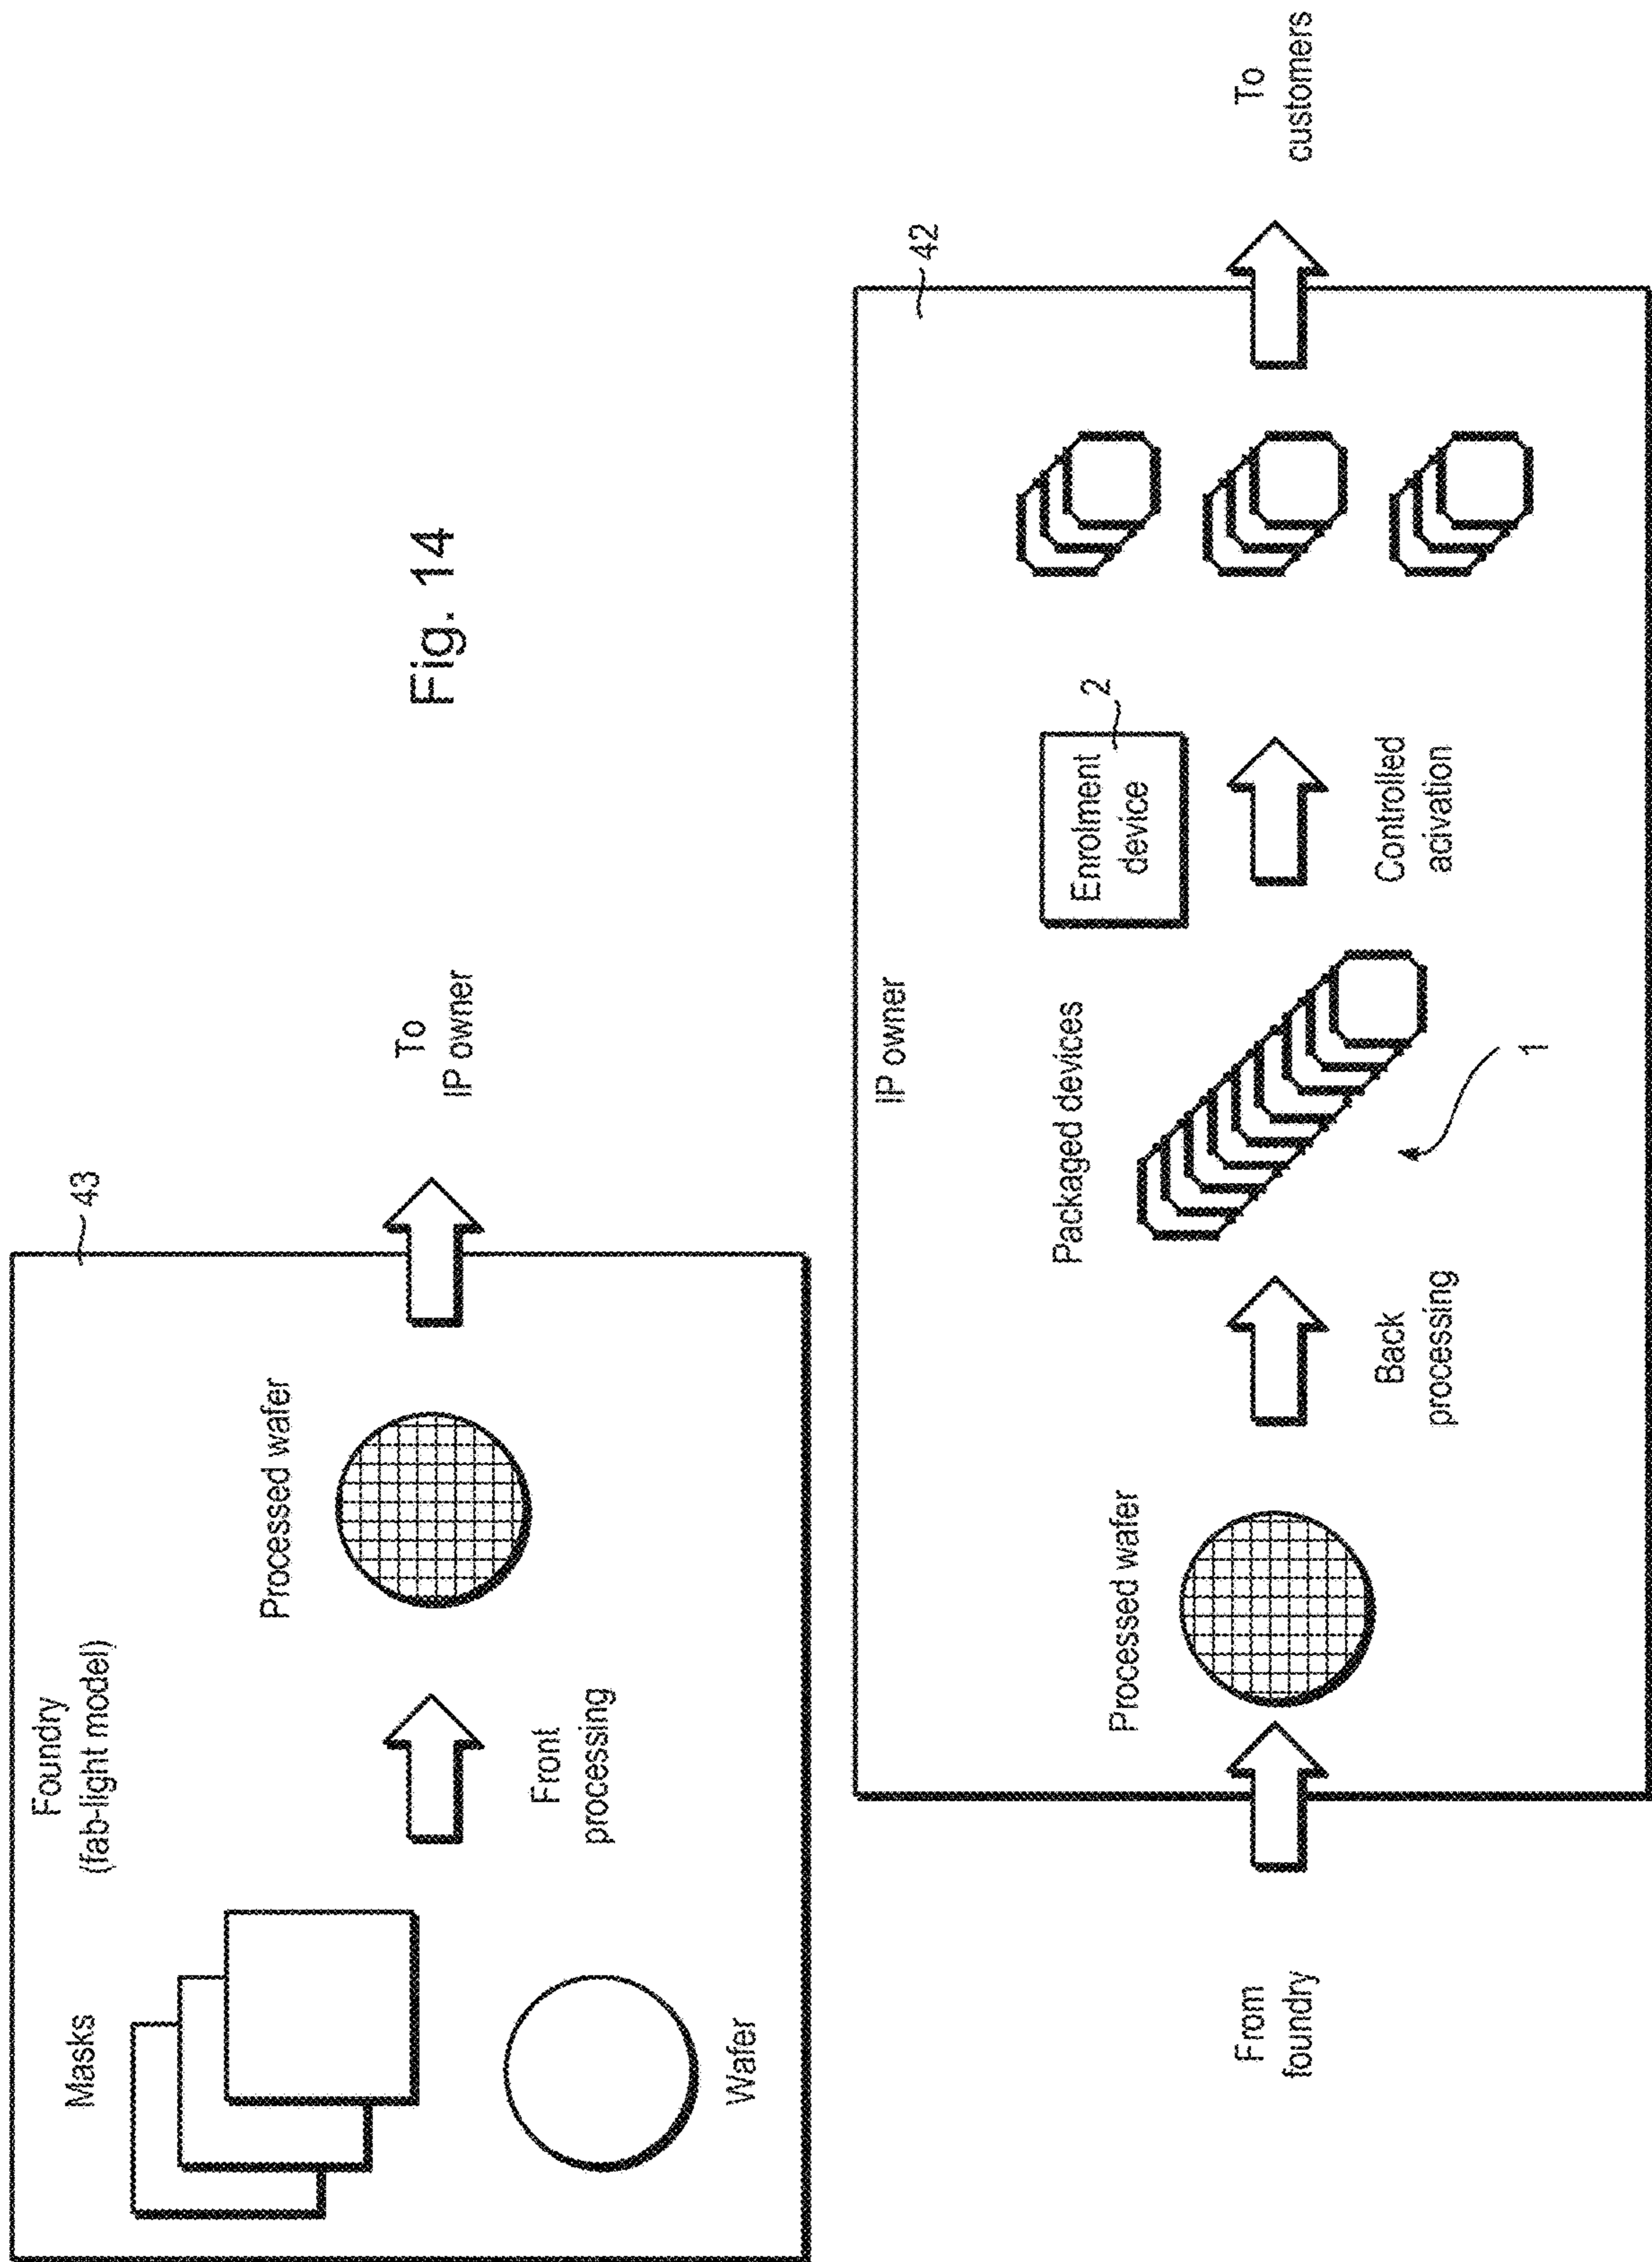 Foundry
(fab-light model)
43
Masks
Wafer
Front
processing
Processed wafer
To
IP owner
Fig. 14
42
IP owner
From
foundry
Processed wafer
Back
processing
Packaged devices
1
Enrolment
device
2
Controlled
acivation
To
customers